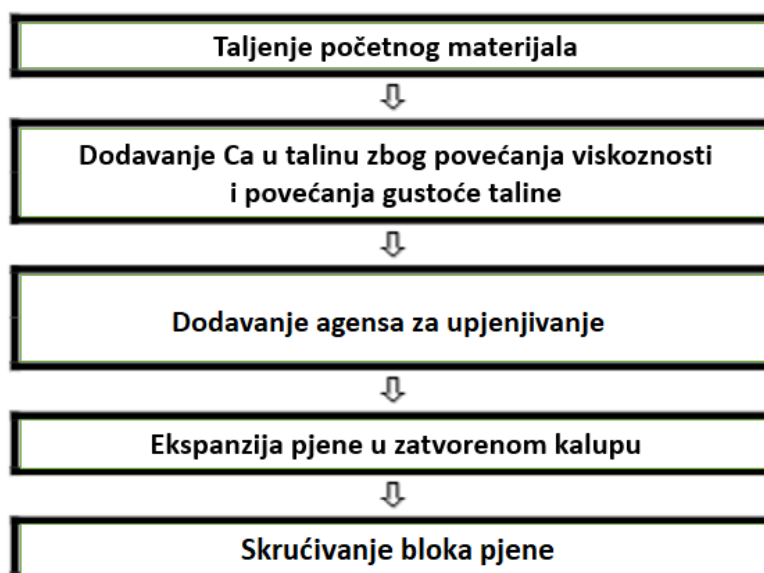 Taljenje početnog materijala
Dodavanje Ca u talinu zbog povećanja viskoznosti
i povećanja gustoće taline
Dodavanje agensa za upjenjivanje
Ekspanzija pjene u zatvorenom kalupu
Skrućivanje bloka pjene